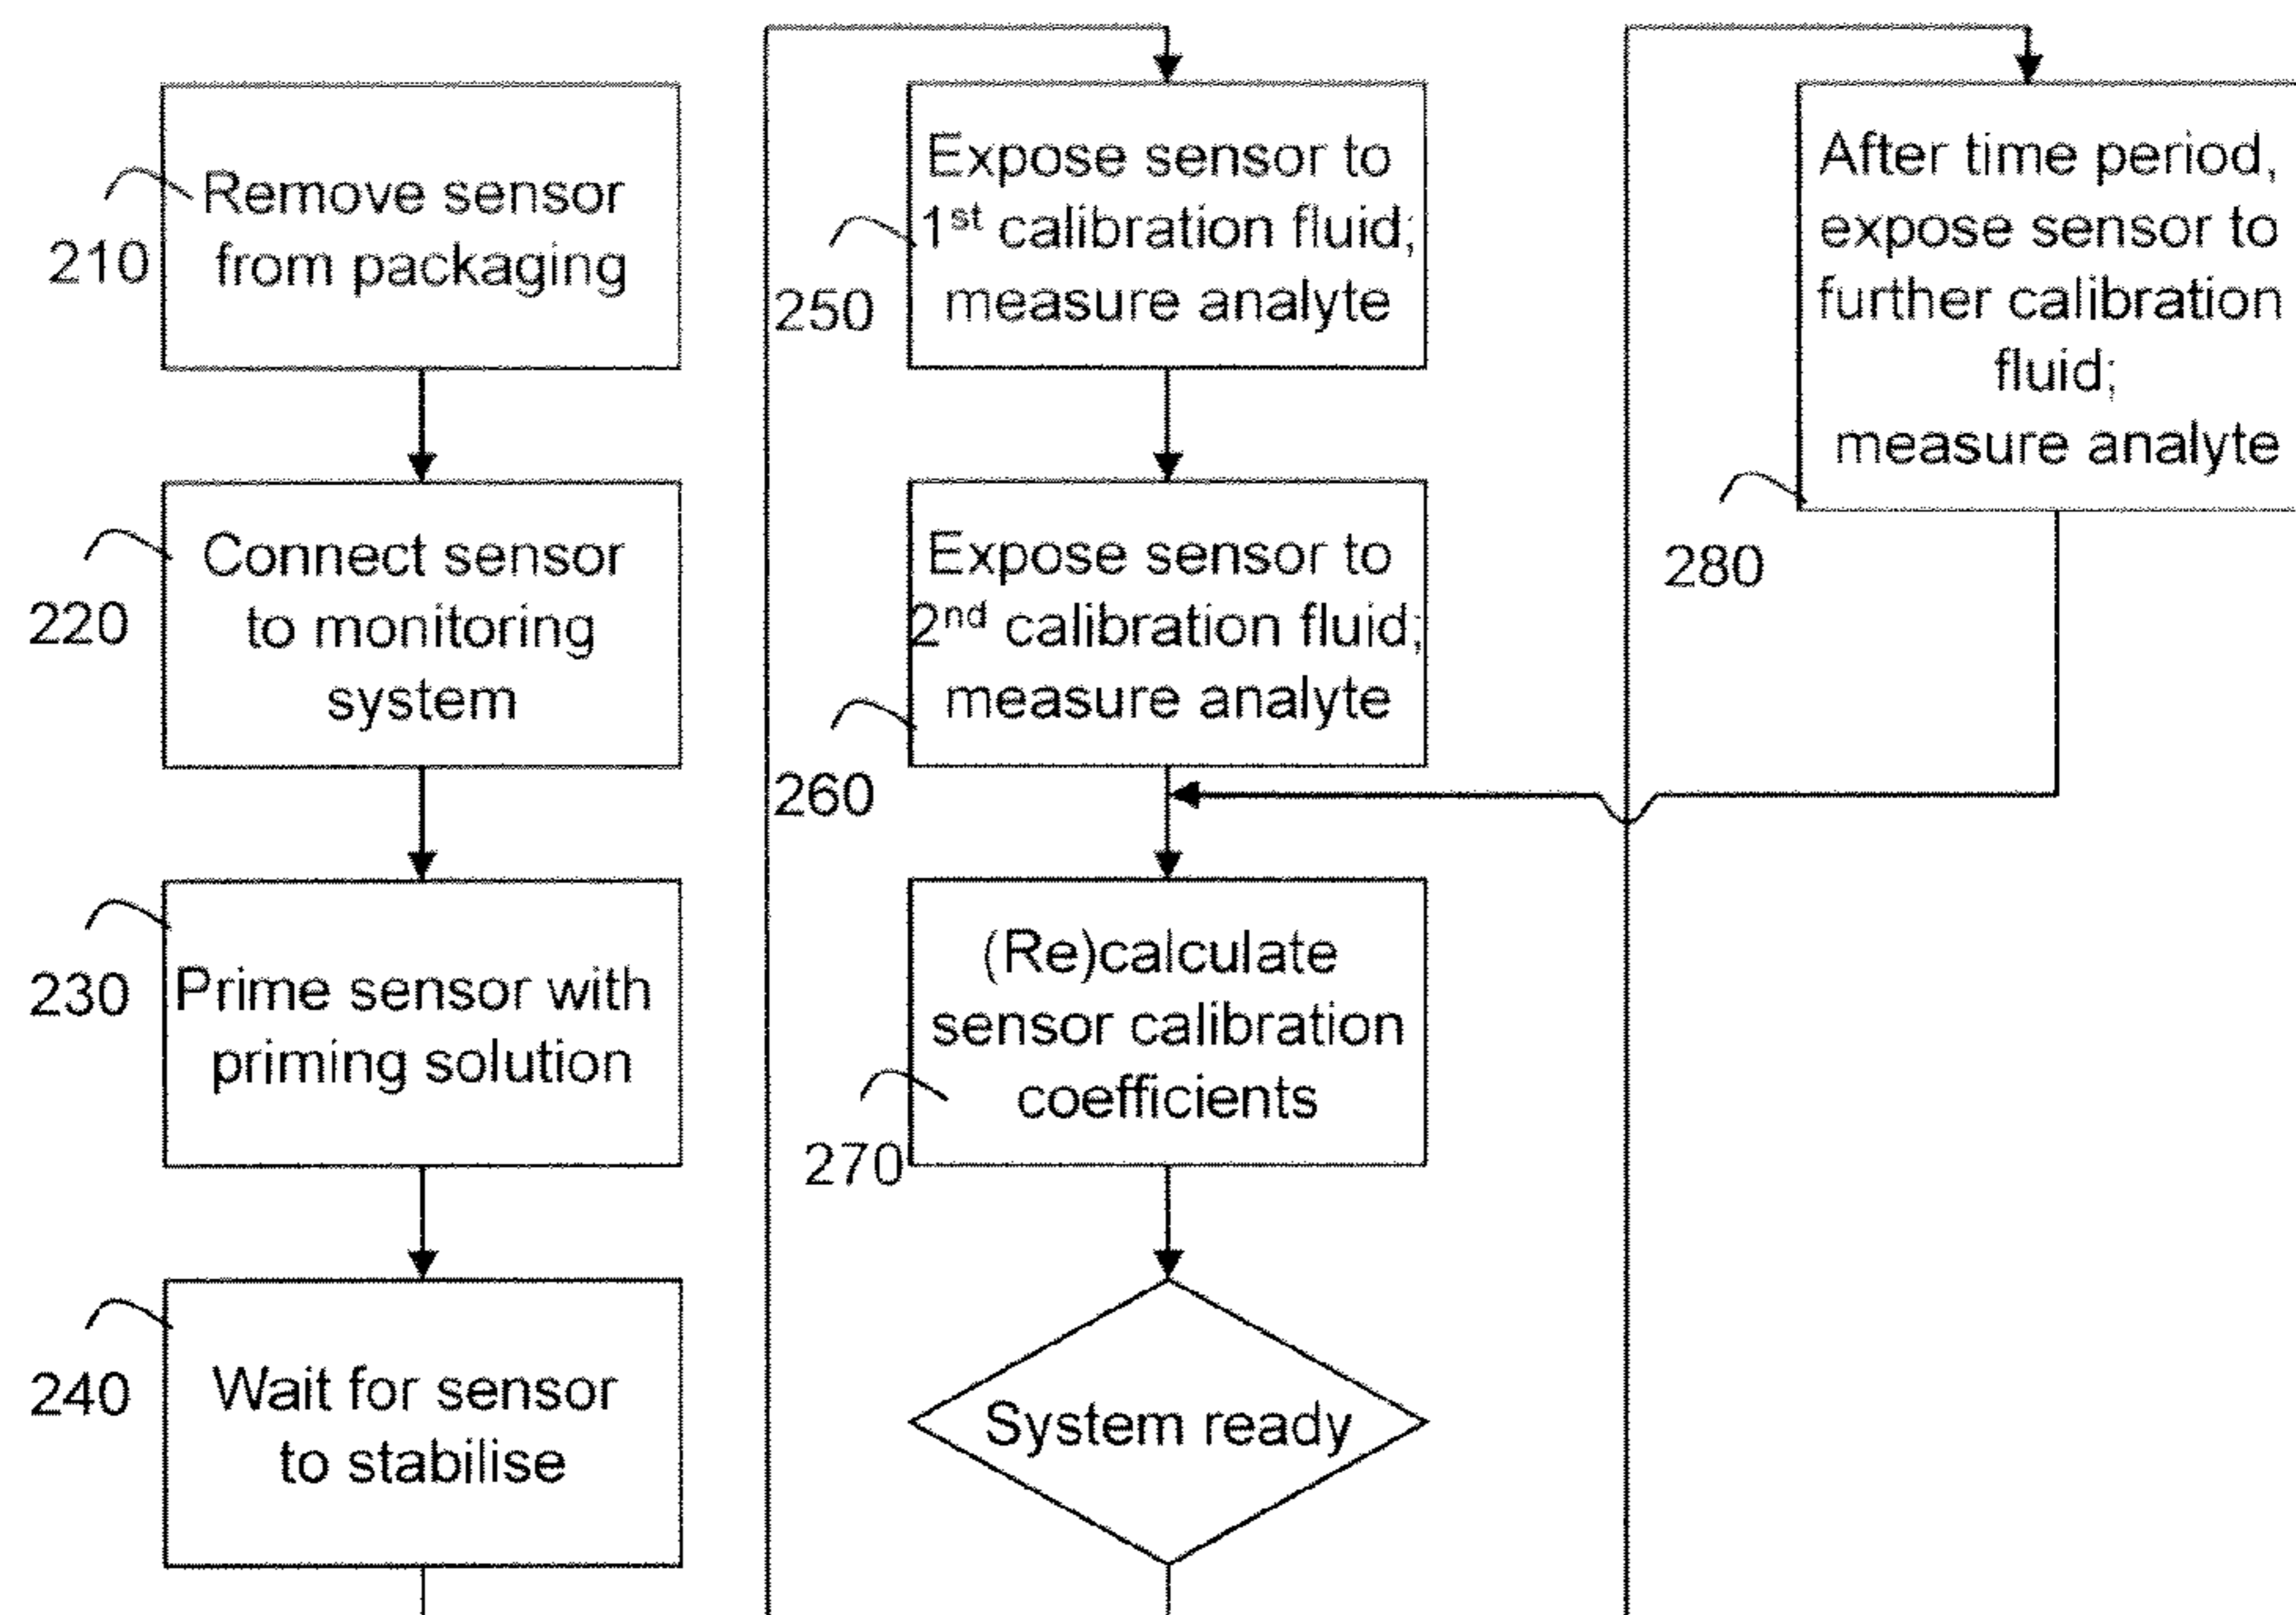 Remove sensor
from packaging
210
Connect sensor
to monitoring
system
220
Prime sensor with
priming solution
230
Wait for sensor
to stabilise
240
Expose sensor to
1st calibration fluid;
measure analyte
250
Expose sensor to
2nd calibration fluid;
measure analyte
260
(Re)calculate
sensor calibration
coefficients
270
System ready
After time period,
expose sensor to
further calibration
fluid;
measure analyte
280